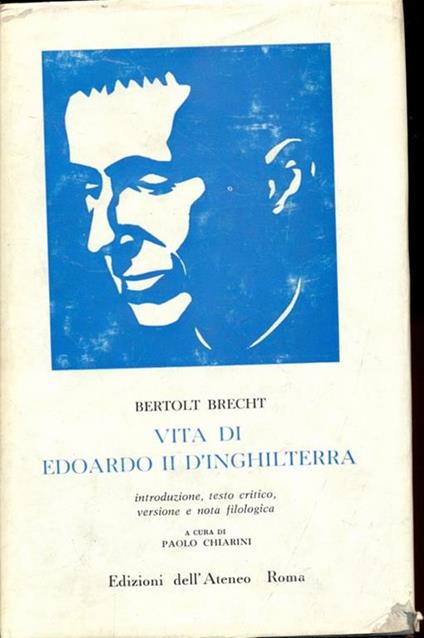 BERTOLT BRECHT
VITA DI
EDOARDO II D'INGHILTERRA
introduzione, testo critico,
versione e nota filologica
A CURA DI
PAOLO CHIARINI
Edizioni dell'Ateneo Roma